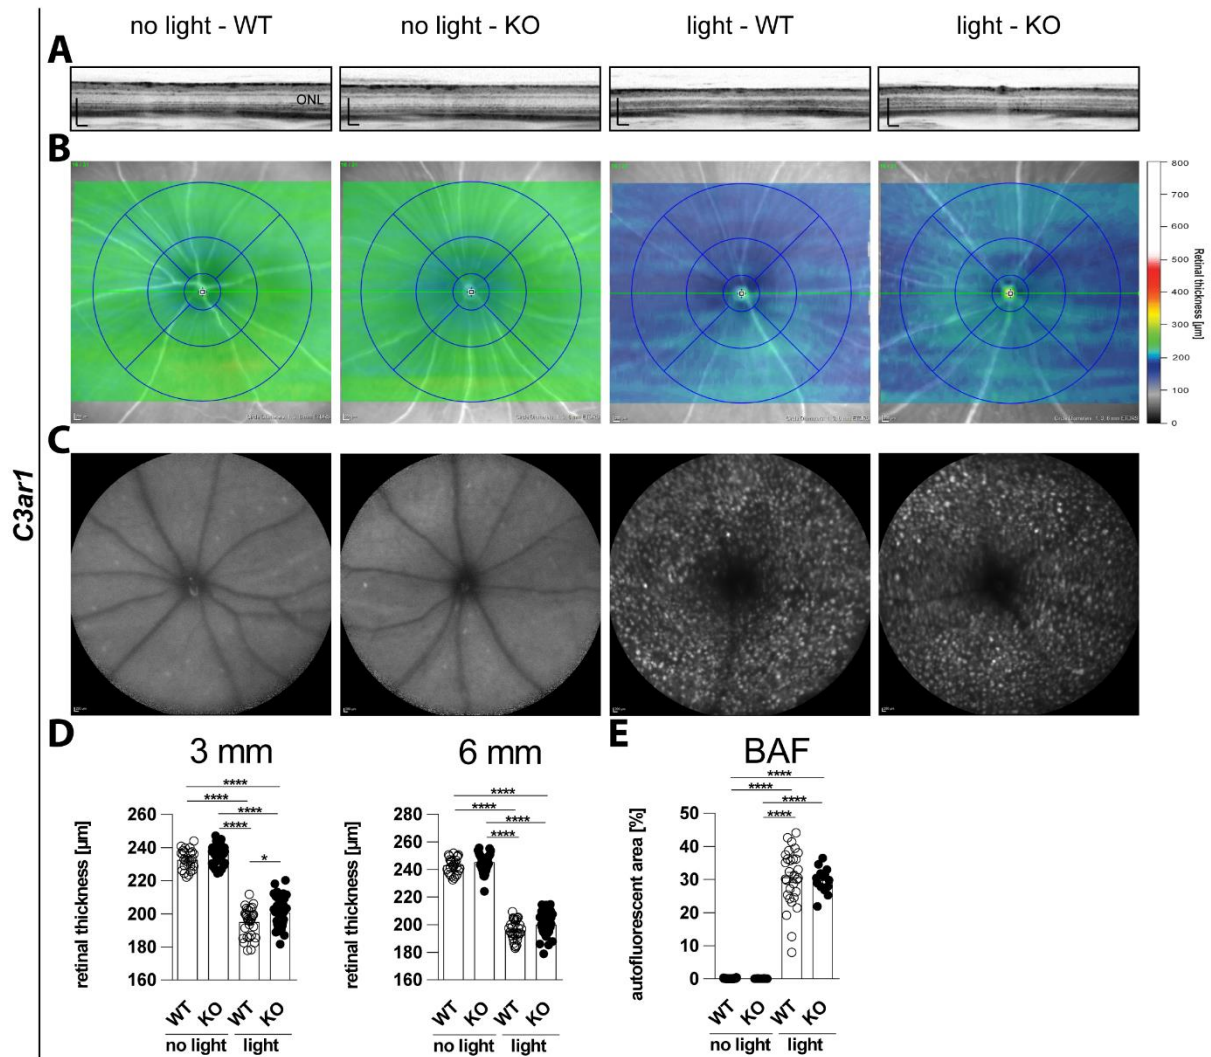 no light - WT
no light - KO
light - WT
light - KO
A
ONL
B
800
700
600
500
400
300
200
100
0
Retinal thickness [µm]
C
C3ar1
D
3 mm
6 mm
E
BAF
****
****
****
****
*
260
240
220
200
180
160
retinal thickness [µm]
WT
KO
WT
KO
no light
light
****
****
****
****
280
260
240
220
200
180
160
retinal thickness [µm]
WT
KO
WT
KO
no light
light
****
****
****
****
50
40
30
20
10
0
autofluorescent area [%]
WT
KO
WT
KO
no light
light